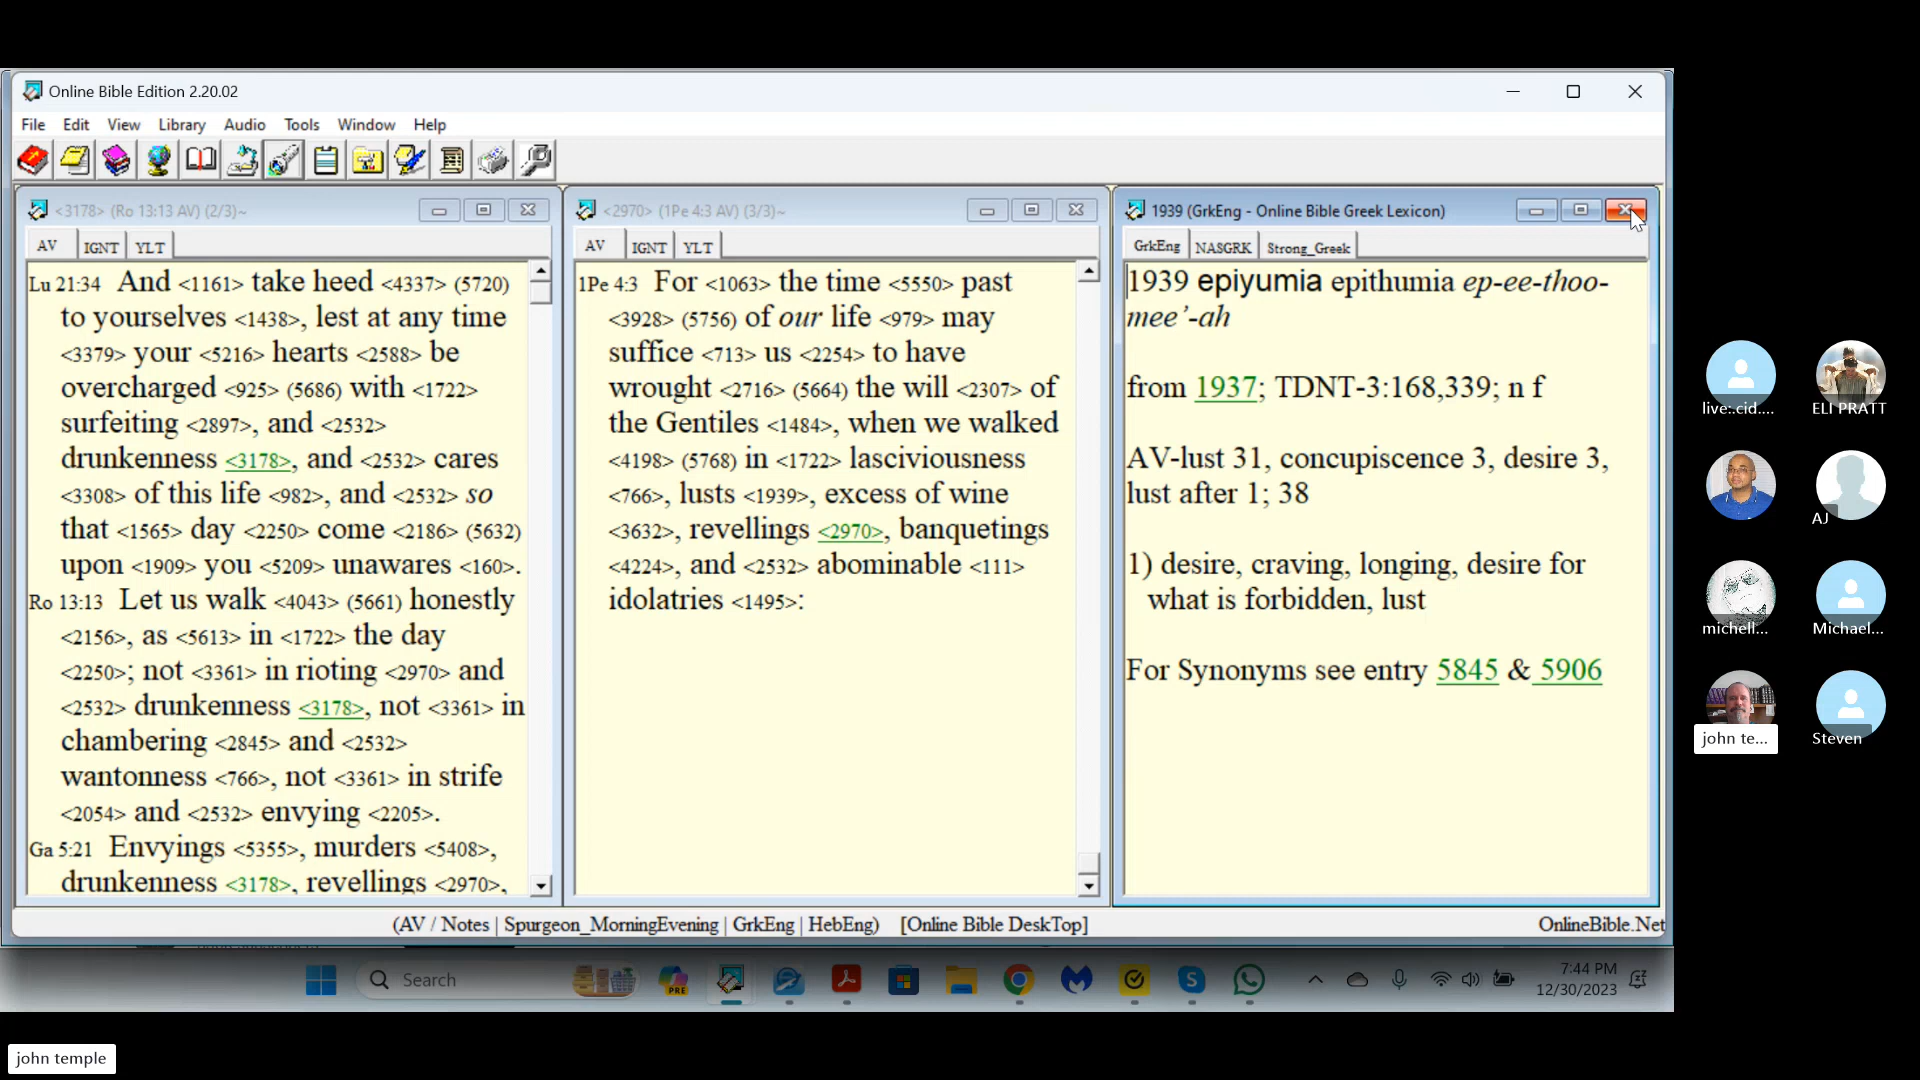 Online Bible Edition 2.20.02
File Edit View Library Audio Tools Window Help
<3178> (Ro 13:13 AV) (2/3)~
AV IGNT YLT
Lu 21:34 And <1161> take heed <4337> (5720)
to yourselves <1438>, lest at any time
<3379> your <5216> hearts <2588> be
overcharged <925> (5686) with <1722>
surfeiting <2897>, and <2532>
drunkenness <3178>, and <2532> cares
<3308> of this life <982>, and <2532> so
that <1565> day <2250> come <2186> (5632)
upon <1909> you <5209> unawares <160>.
Ro 13:13 Let us walk <4043> (5661) honestly
<2156>, as <5613> in <1722> the day
<2250>; not <3361> in rioting <2970> and
<2532> drunkenness <3178>, not <3361> in
chambering <2845> and <2532>
wantonness <766>, not <3361> in strife
<2054> and <2532> envying <2205>.
Ga 5:21 Envyings <5355>, murders <5408>,
drunkenness <3178>, revellings <2970>,
<2970> (1Pe 4:3 AV) (3/3)~
AV IGNT YLT
1Pe 4:3 For <1063> the time <5550> past
<3928> (5756) of our life <979> may
suffice <713> us <2254> to have
wrought <2716> (5664) the will <2307> of
the Gentiles <1484>, when we walked
<4198> (5768) in <1722> lasciviousness
<766>, lusts <1939>, excess of wine
<3632>, revellings <2970>, banquetings
<4224>, and <2532> abominable <111>
idolatries <1495>:
1939 (GrkEng - Online Bible Greek Lexicon)
GrkEng NASGRK Strong_Greek
1939 epiyumia epithumia ep-ee-thoo-
mee’-ah
from 1937; TDNT-3:168,339; n f
AV-lust 31, concupiscence 3, desire 3,
lust after 1; 38
1) desire, craving, longing, desire for
what is forbidden, lust
For Synonyms see entry 5845 & 5906
(AV / Notes | Spurgeon_MorningEvening | GrkEng | HebEng) [Online Bible DeskTop]
OnlineBible.Net
Search
PRE
7:44 PM
12/30/2023
live:.cid....
ELI PRATT
AJ
michell...
Michael...
john te...
Steven
john temple